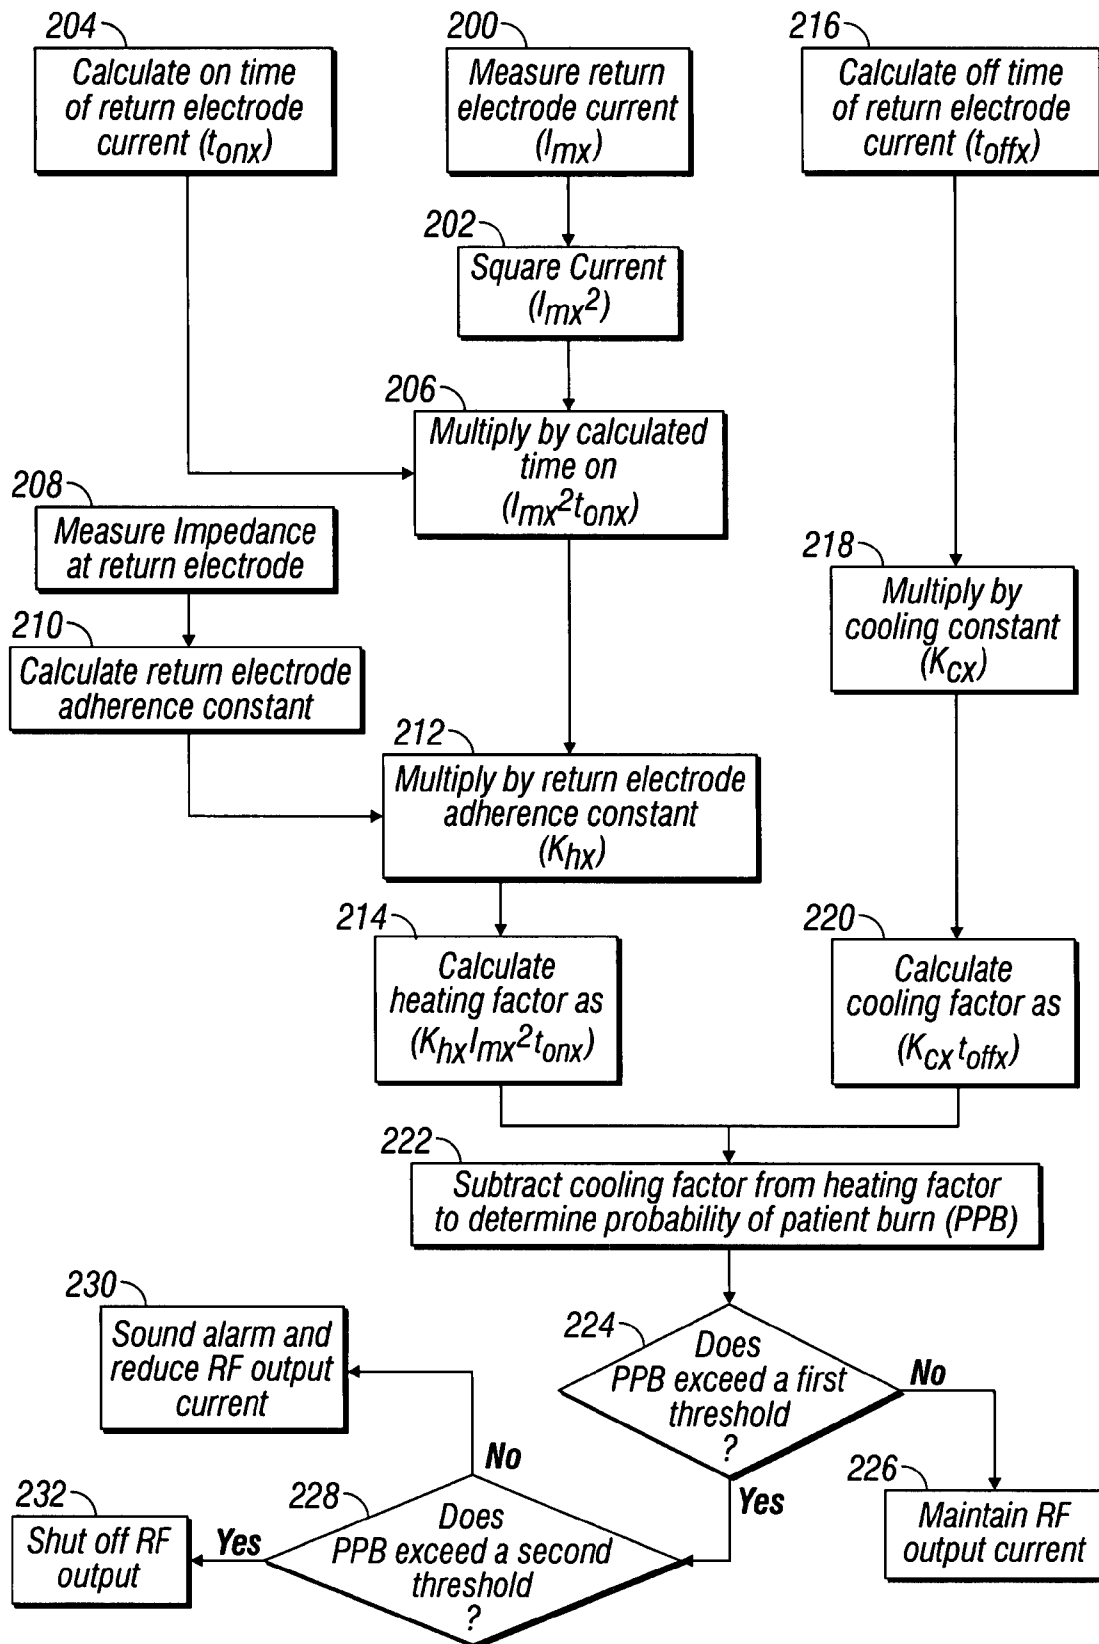 204
Calculate on time
of return electrode
current (tonx)
200
Measure return
electrode current
(Imx)
216
Calculate off time
of return electrode
current (toffx)
202
Square Current
(Imx²)
206
Multiply by calculated
time on
(Imx²tonx)
208
Measure Impedance
at return electrode
210
Calculate return electrode
adherence constant
218
Multiply by
cooling constant
(Kcx)
212
Multiply by return electrode
adherence constant
(Khx)
214
Calculate
heating factor as
(KhxImx²tonx)
220
Calculate
cooling factor as
(Kcx toffx)
222
Subtract cooling factor from heating factor
to determine probability of patient burn (PPB)
224
Does
PPB exceed a first
threshold
?
No
Yes
226
Maintain RF
output current
228
Does
PPB exceed a second
threshold
?
No
Yes
230
Sound alarm and
reduce RF output
current
232
Shut off RF
output